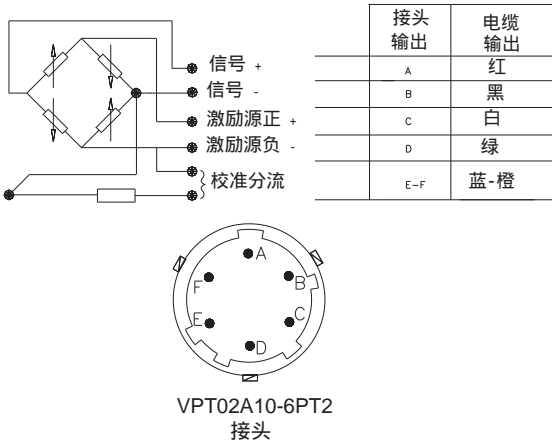 接头 输出 电缆 输出
信号 + A 红
信号 - B 黑
激励源正 + C 白
激励源负 - D 绿
校准分流 E-F 蓝-橙
A
F B
E C
D
VPT02A10-6PT2
接头